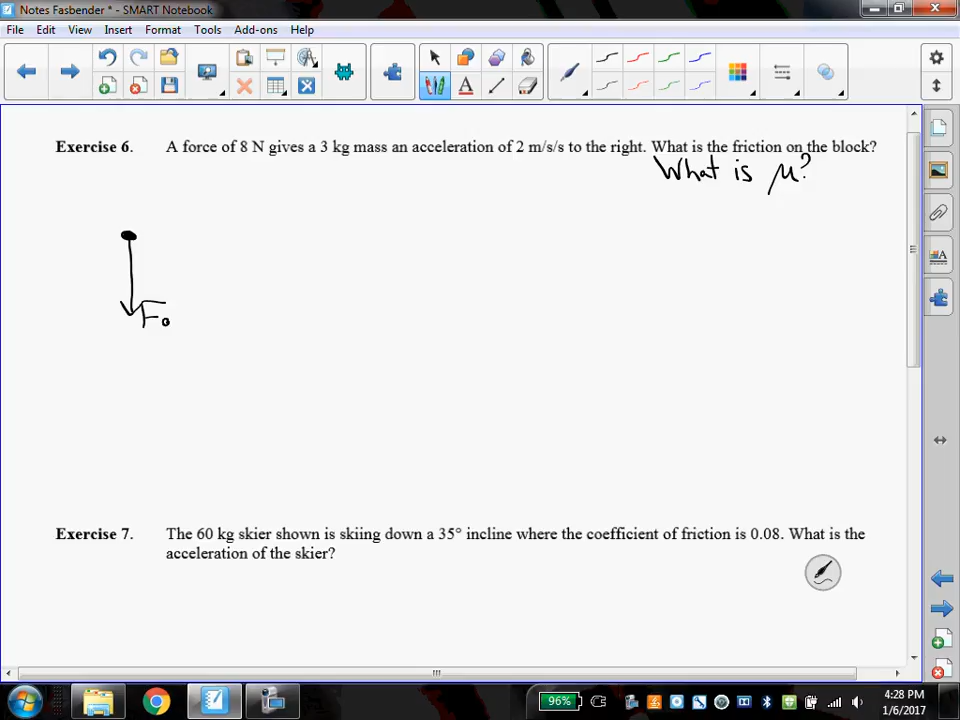 Notes Fasbender * - SMART Notebook
File Edit View Insert Format Tools Add-ons Help
Exercise 6. A force of 8 N gives a 3 kg mass an acceleration of 2 m/s/s to the right. What is the friction on the block?
What is μ?
Exercise 7. The 60 kg skier shown is skiing down a 35° incline where the coefficient of friction is 0.08. What is the
acceleration of the skier?
96%
4:28 PM
1/6/2017